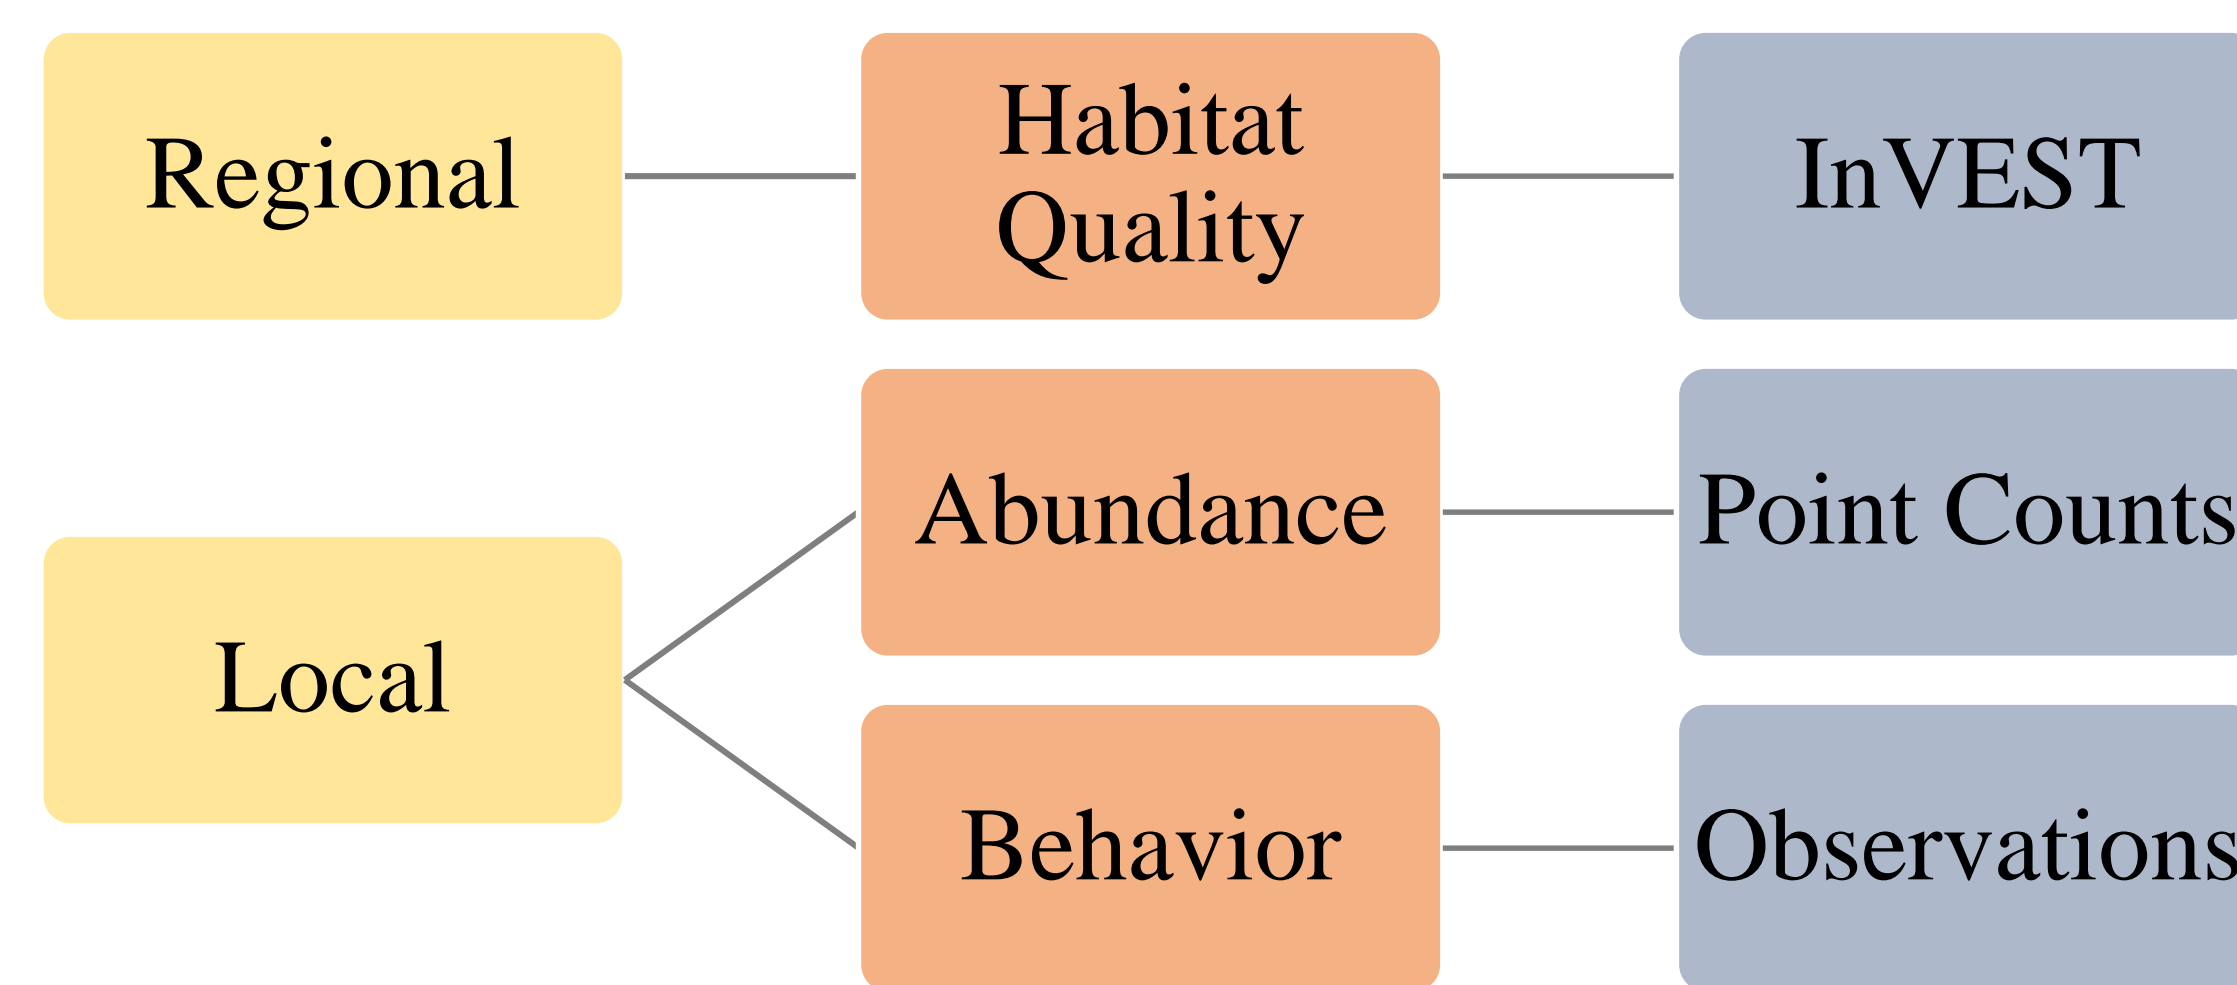 Regional
Habitat
Quality
InVEST
Abundance
Point Counts
Local
Behavior
Observations